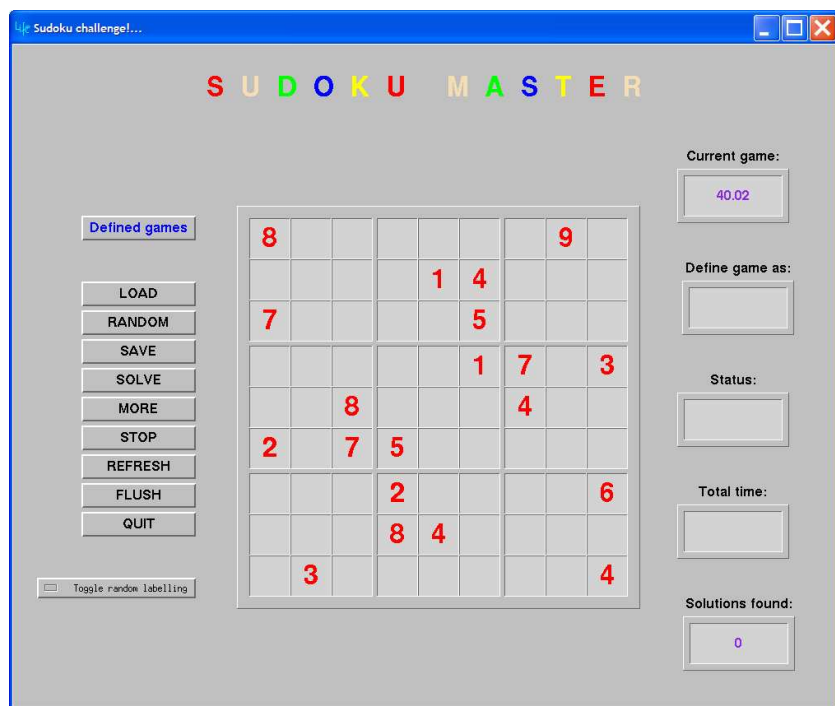 Sudoku challenge!...
SUDOKU MASTER
Current game:
40.02
Defined games
8 9
Define game as:
1 4
LOAD
7 5
RANDOM
SAVE
1 7 3
SOLVE
Status:
8 4
MORE
STOP
2 7 5
REFRESH
2 6
FLUSH
Total time:
QUIT
8 4
3 4
Toggle random labelling
Solutions found:
0